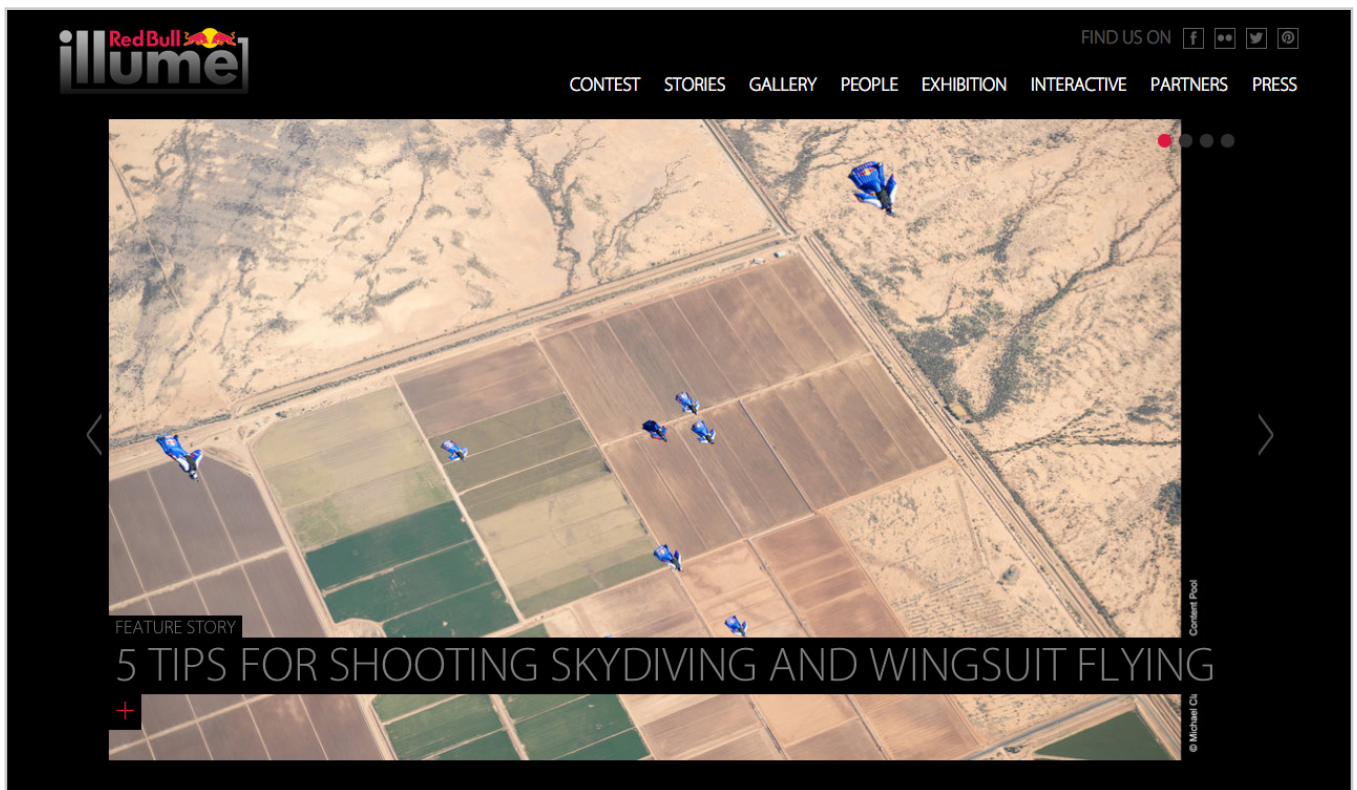 Red Bull
illume
FIND US ON
CONTEST STORIES GALLERY PEOPLE EXHIBITION INTERACTIVE PARTNERS PRESS
FEATURE STORY
5 TIPS FOR SHOOTING SKYDIVING AND WINGSUIT FLYING
+
© Michael
Content Pool